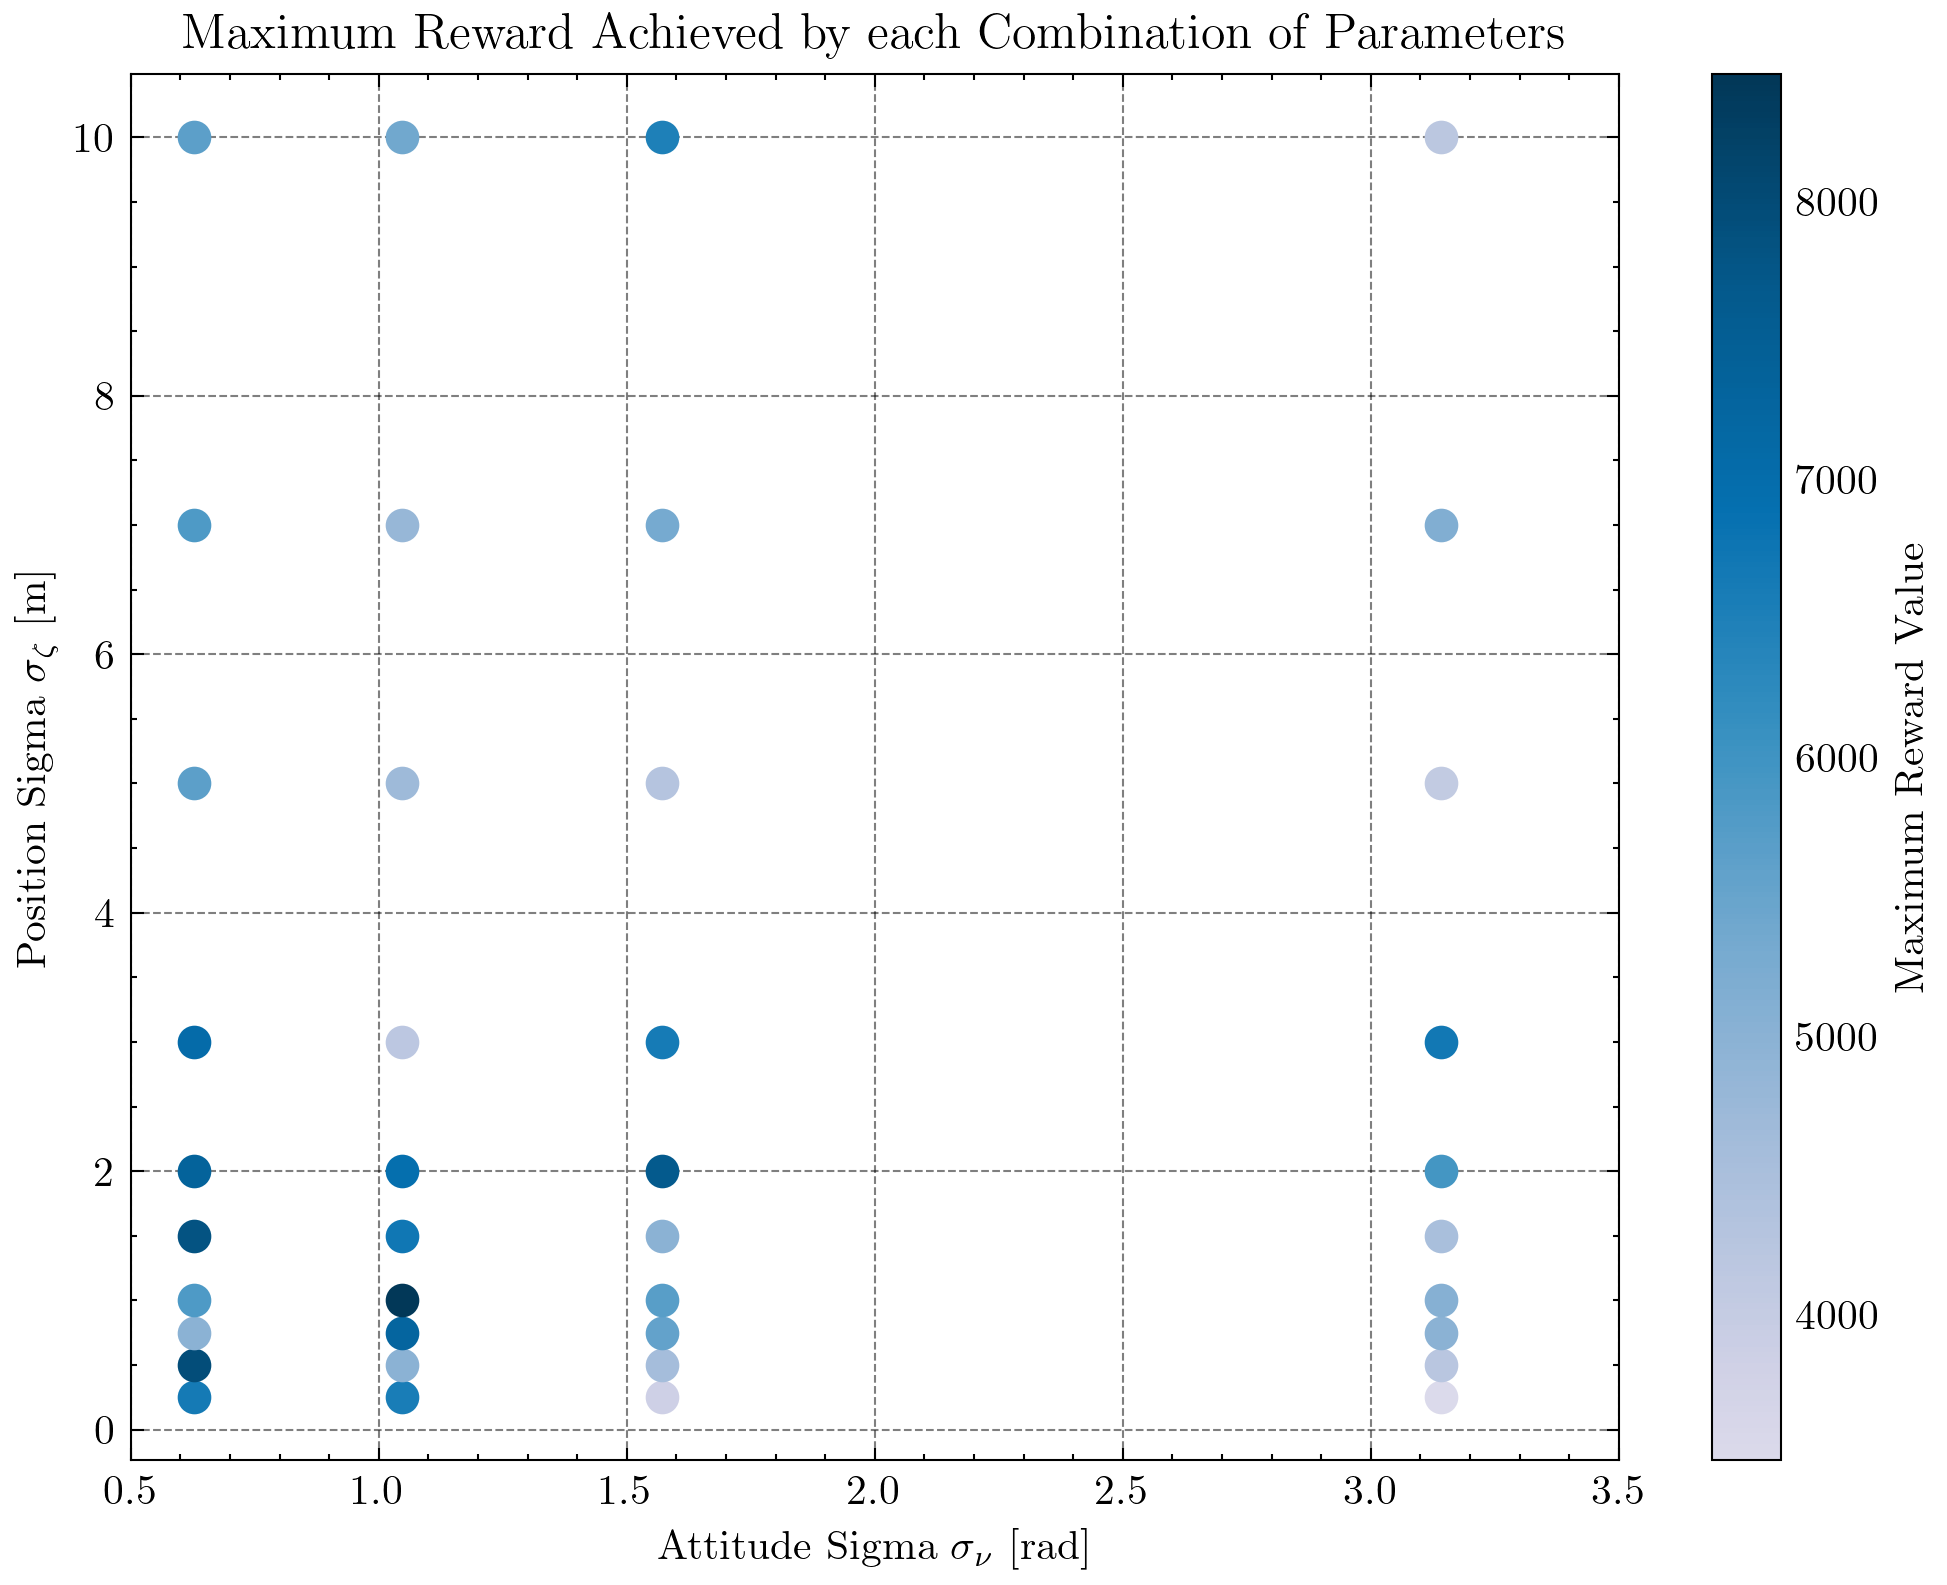 Maximum Reward Achieved by each Combination of Parameters
10
8
6
4
2
0
Position Sigma σ_ζ [m]
0.5 1.0 1.5 2.0 2.5 3.0 3.5
Attitude Sigma σ_ν [rad]
8000
7000
6000
5000
4000
Maximum Reward Value